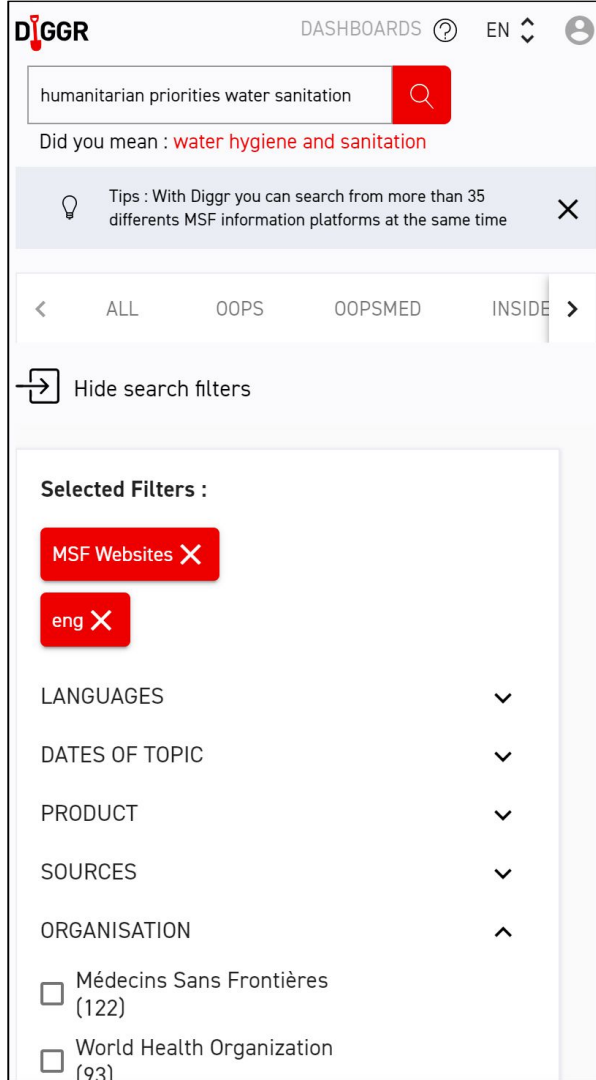 DIGGR DASHBOARDS EN
humanitarian priorities water sanitation
Did you mean : water hygiene and sanitation
Tips : With Diggr you can search from more than 35
differents MSF information platforms at the same time
ALL OOPS OOPSMED INSIDE
Hide search filters
Selected Filters :
MSF Websites
eng
LANGUAGES
DATES OF TOPIC
PRODUCT
SOURCES
ORGANISATION
Médecins Sans Frontières
(122)
World Health Organization
(93)